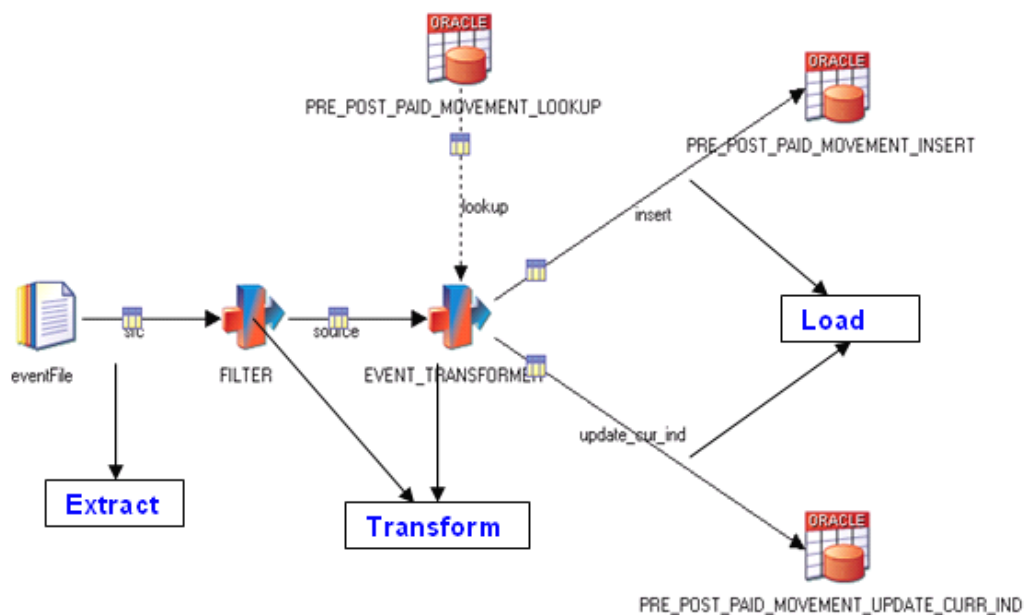 ORACLE
PRE_POST_PAID_MOVEMENT_LOOKUP
ORACLE
PRE_POST_PAID_MOVEMENT_INSERT
lookup
insert
Load
src
source
eventFile
FILTER
EVENT_TRANSFORMER
update_cur_ind
Extract
Transform
ORACLE
PRE_POST_PAID_MOVEMENT_UPDATE_CURR_IND